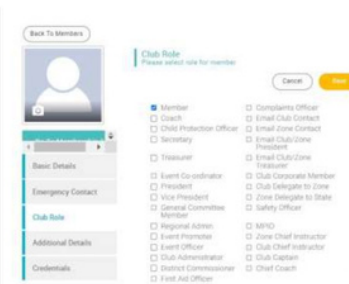 Back To Members
Club Role
Please select role for member
Cancel
Save
Member
Complaints Officer
Coach
Email Club Contact
Child Protection Officer
Email Zone Contact
Secretary
Email Club/Zone President
Treasurer
Email Club/Zone Treasurer
Event Co-ordinator
Club Corporate Member
President
Club Delegate to Zone
Vice President
Zone Delegate to State
General Committee Member
Safety Officer
Regional Admin
Event Promoter
Zone Chief Instructor
Event Officer
Club Chief Instructor
Club Administrator
Club Captain
District Commissioner
Chief Coach
First Aid Officer
Basic Details
Emergency Contact
Club Role
Additional Details
Credentials